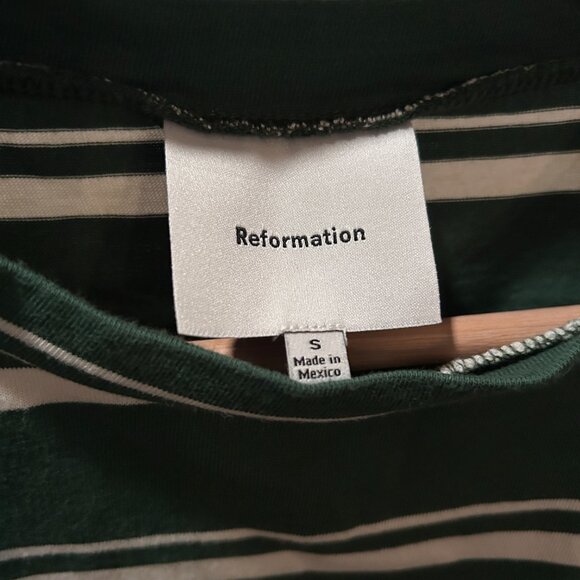 Reformation
S
Made in
Mexico